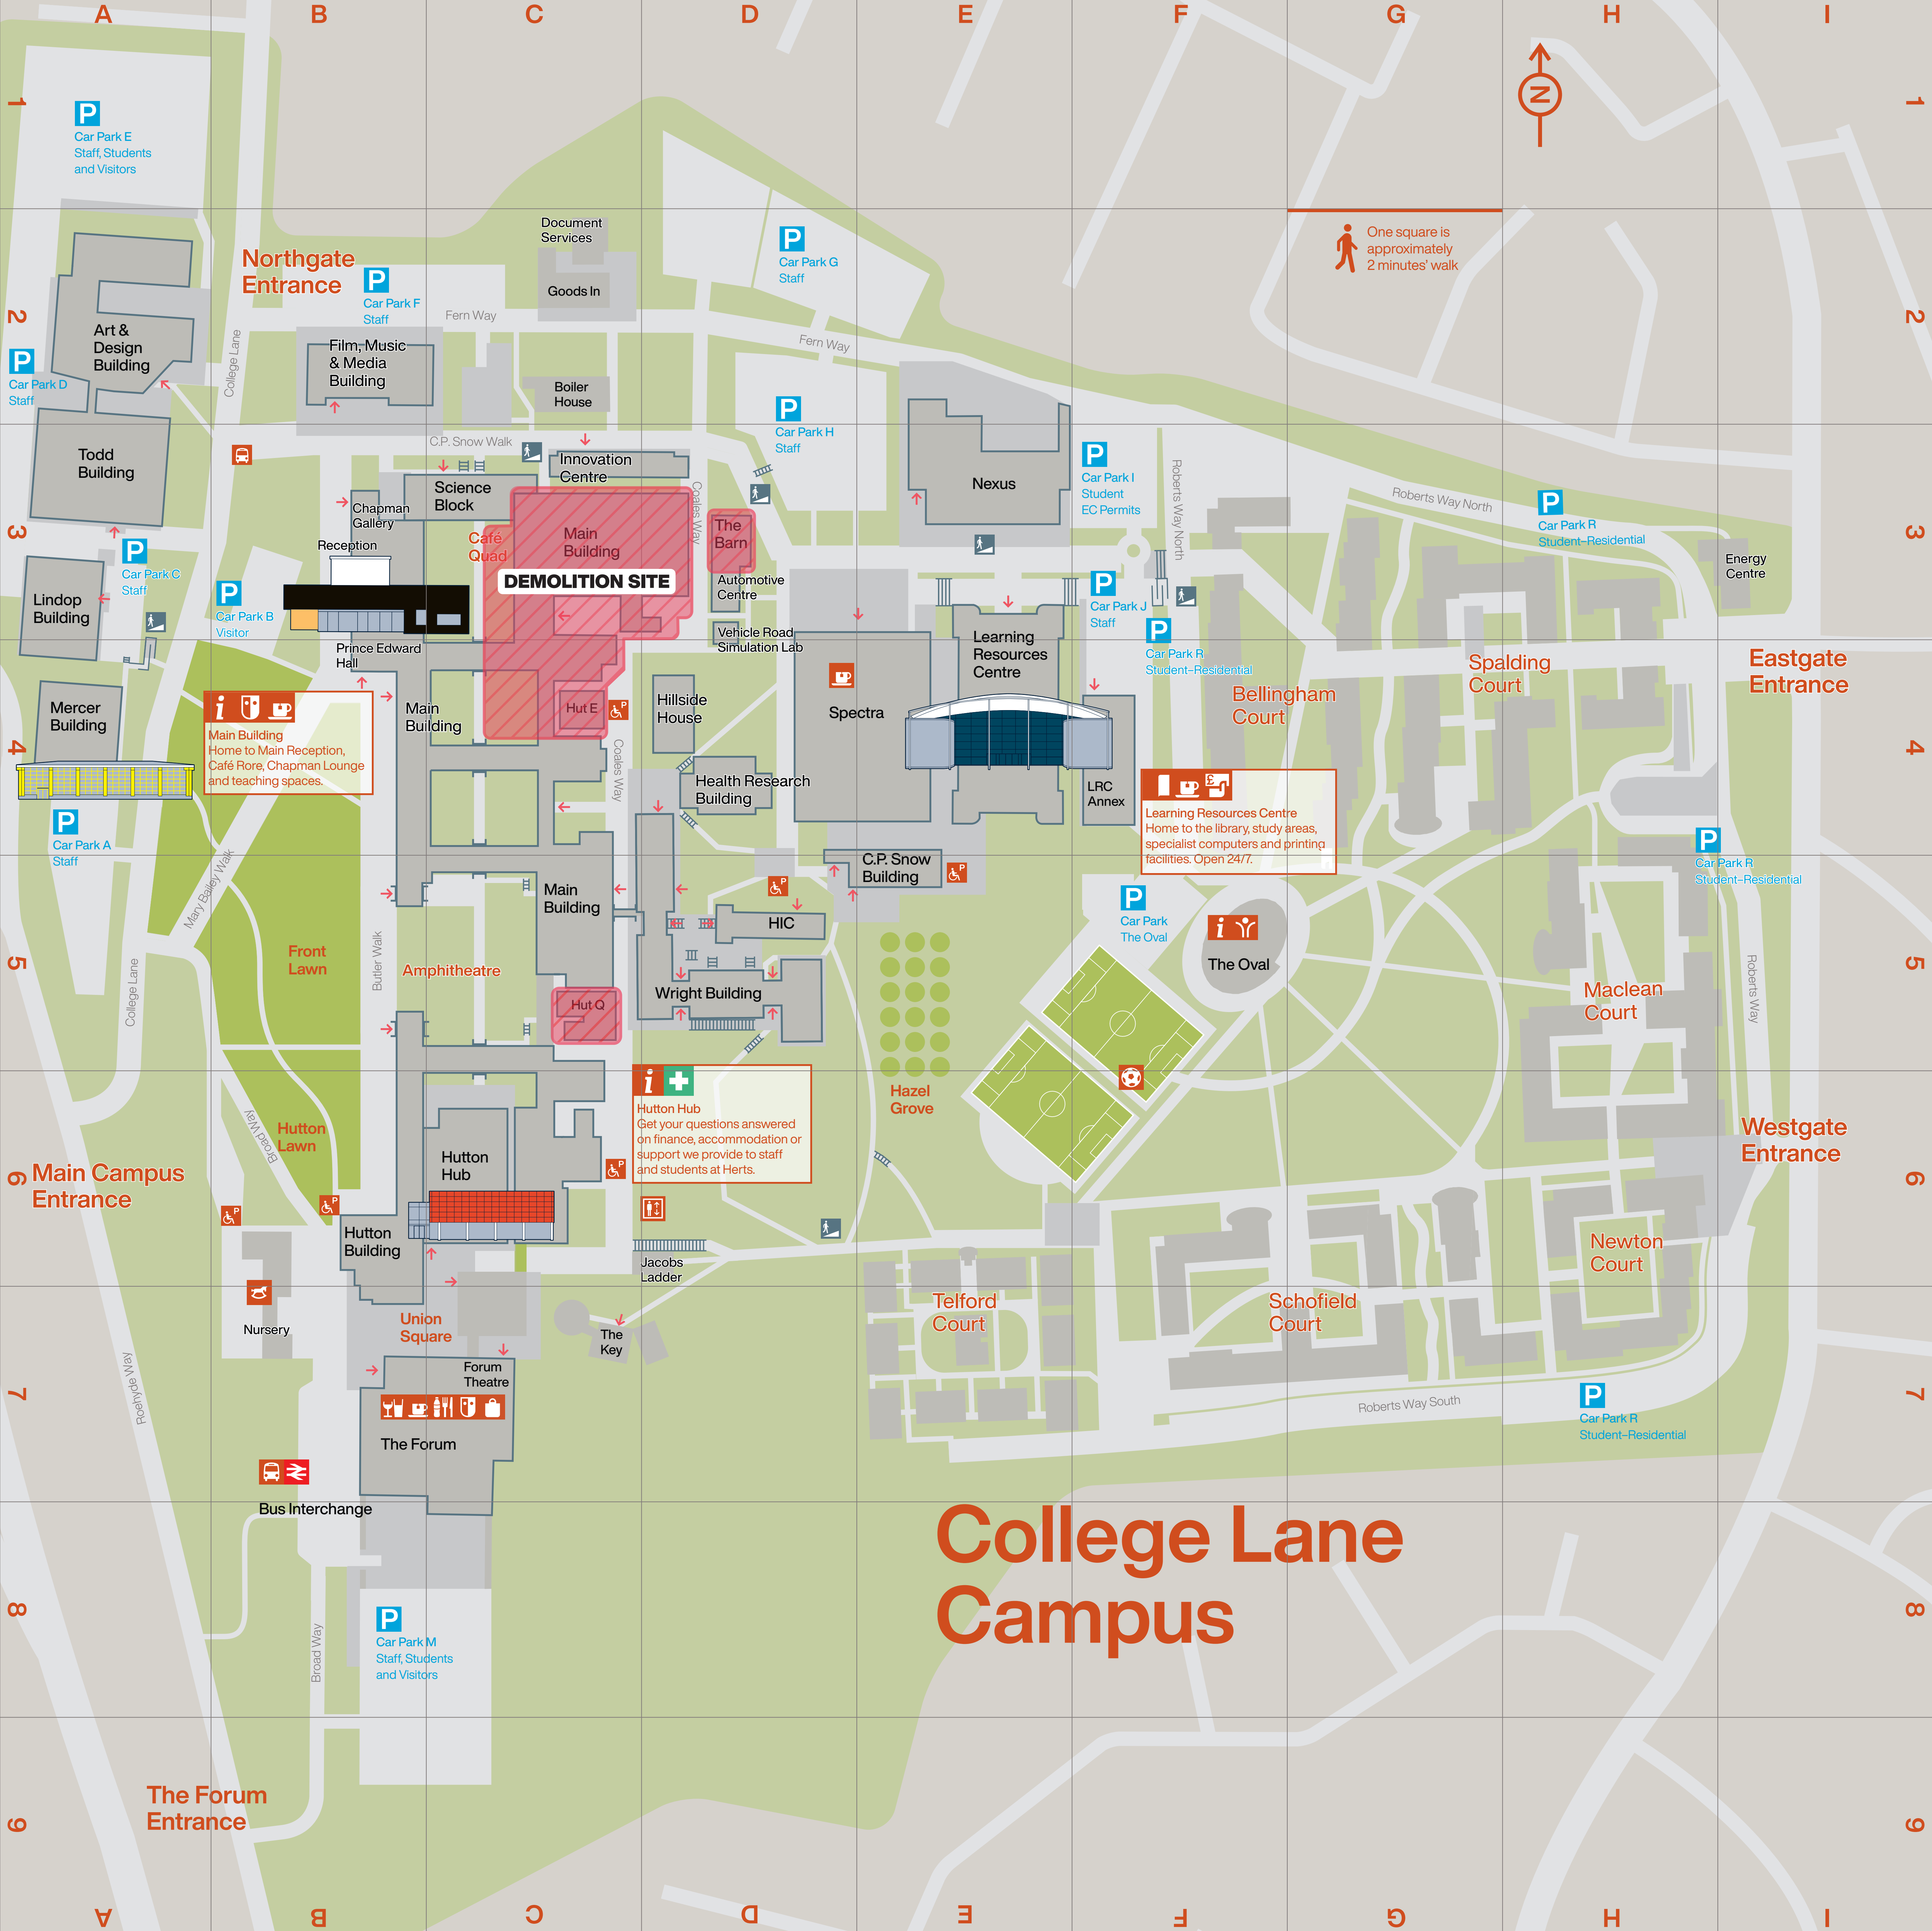 A B C D E F G H I
1
1
P
Car Park E
Staff, Students
and Visitors
N
Document
Services
Goods In
P
Car Park G
Staff
One square is
approximately
2 minutes' walk
Northgate
Entrance
P
Car Park F
Staff
2
2
Art &
Design
Building
P
Car Park D
Staff
College Lane
Fern Way
Fern Way
Film, Music
& Media
Building
Boiler
House
P
Car Park H
Staff
C.P. Snow Walk
Todd
Building
Innovation
Centre
Science
Block
Chapman
Gallery
Reception
Café
Quad
Main
Building
DEMOLITION SITE
Coales Way
The
Barn
Automotive
Centre
Vehicle Road
Simulation Lab
Nexus
P
Car Park I
Student
EC Permits
Roberts Way North
Roberts Way North
P
Car Park R
Student–Residential
Energy
Centre
3
3
P
Car Park C
Staff
Lindop
Building
P
Car Park B
Visitor
Prince Edward
Hall
P
Car Park J
Staff
P
Car Park R
Student–Residential
Learning
Resources
Centre
Spectra
Bellingham
Court
Spalding
Court
Eastgate
Entrance
4
4
Mercer
Building
i
Main Building
Home to Main Reception,
Café Rore, Chapman Lounge
and teaching spaces.
Main
Building
Hut E
P
Hillside
House
Coales Way
Health Research
Building
LRC
Annex
£
Learning Resources Centre
Home to the library, study areas,
specialist computers and printing
facilities. Open 24/7.
P
Car Park A
Staff
P
Car Park R
Student–Residential
Mary Bailey Walk
Main
Building
C.P. Snow
Building
P
P
HIC
P
Car Park
The Oval
i
The Oval
5
5
College Lane
Front
Lawn
Butler Walk
Amphitheatre
Wright Building
Hut Q
Maclean
Court
Roberts Way
Hazel
Grove
Broad Way
Hutton
Lawn
i
Hutton Hub
Get your questions answered
on finance, accommodation or
support we provide to staff
and students at Herts.
Westgate
Entrance
6
6
Main Campus
Entrance
Hutton
Hub
P
P
P
Hutton
Building
Jacobs
Ladder
Newton
Court
Nursery
Union
Square
The
Key
Telford
Court
Schofield
Court
7
7
Roehyde Way
Forum
Theatre
The Forum
Roberts Way South
P
Car Park R
Student–Residential
Bus Interchange
College Lane
Campus
8
8
P
Car Park M
Staff, Students
and Visitors
Broad Way
The Forum
Entrance
9
9
A B C D E F G H I